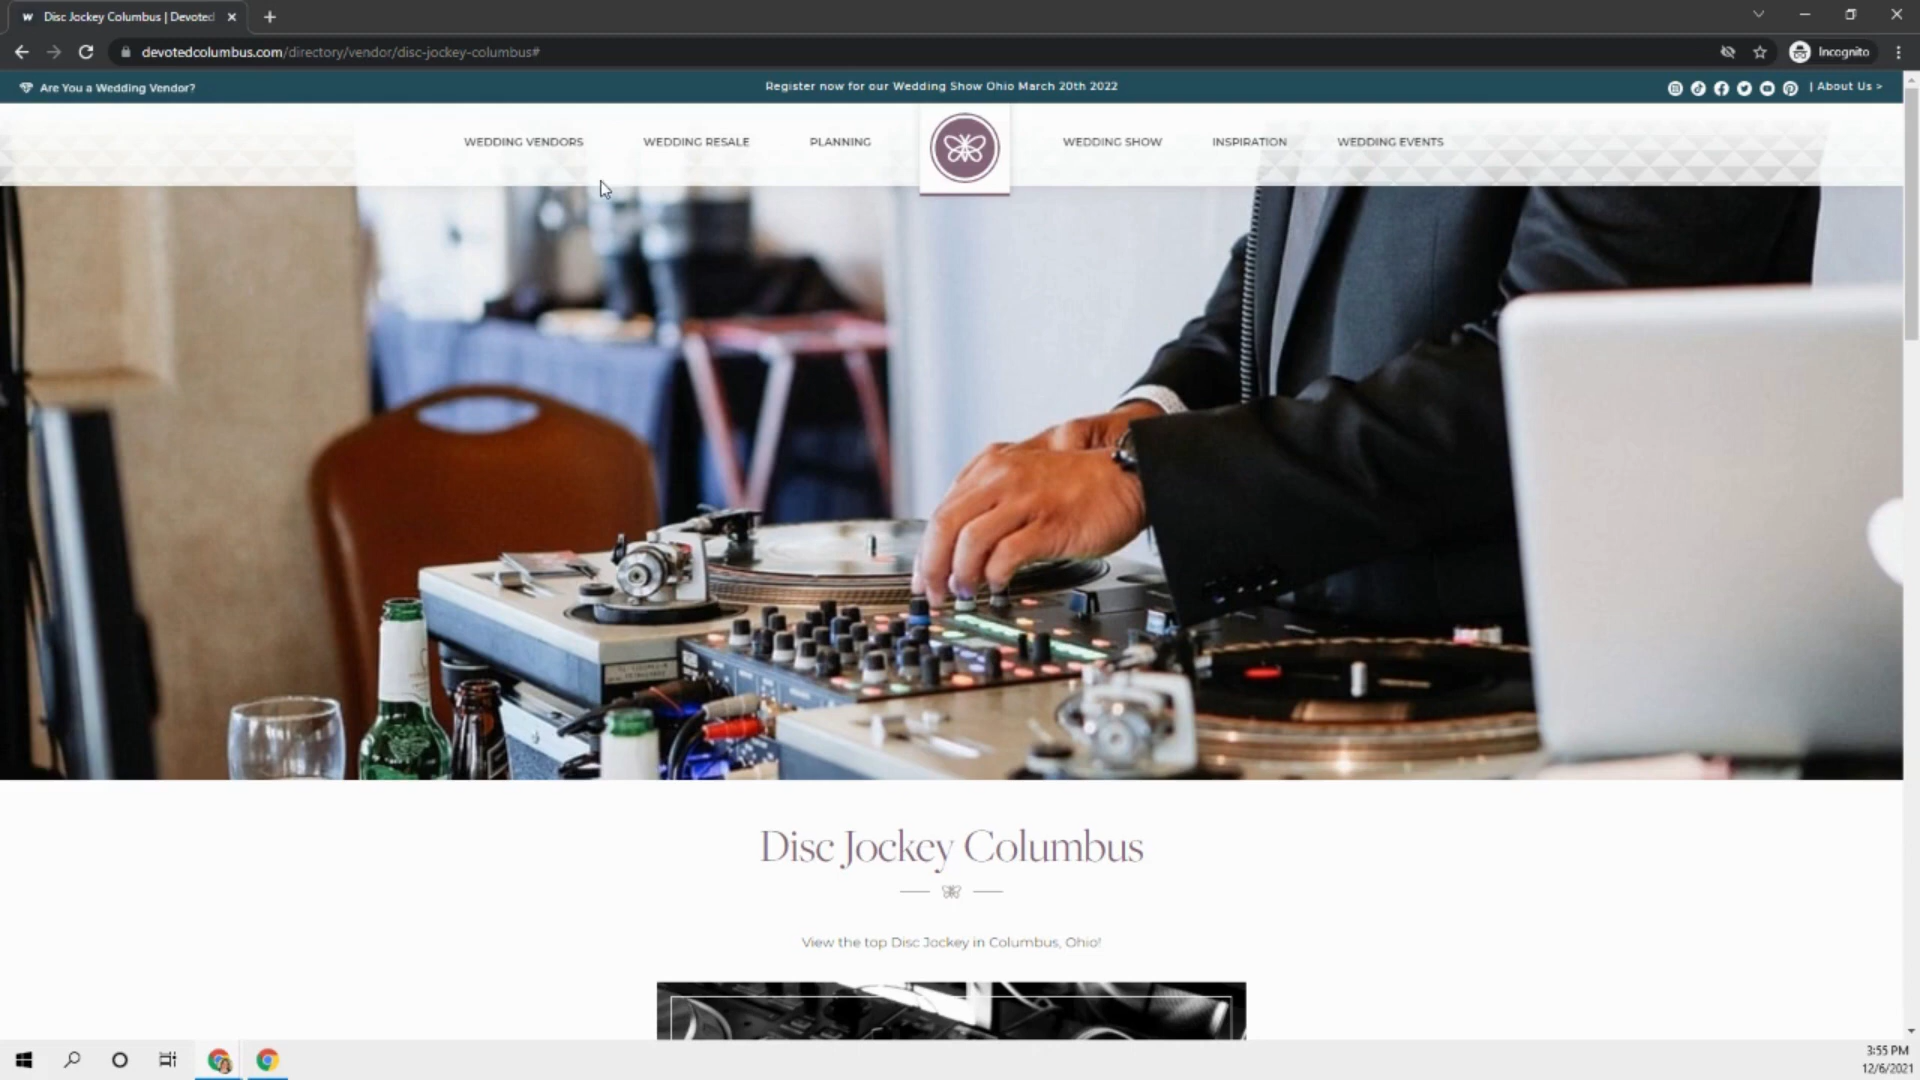 Disc Jockey Columbus | Devoted
devotedcolumbus.com/directory/vendor/disc-jockey-columbus#
Incognito
Are You a Wedding Vendor?
Register now for our Wedding Show Ohio March 20th 2022
| About Us >
WEDDING VENDORS WEDDING RESALE PLANNING WEDDING SHOW INSPIRATION WEDDING EVENTS
Disc Jockey Columbus
View the top Disc Jockey in Columbus, Ohio!
3:55 PM
12/6/2021